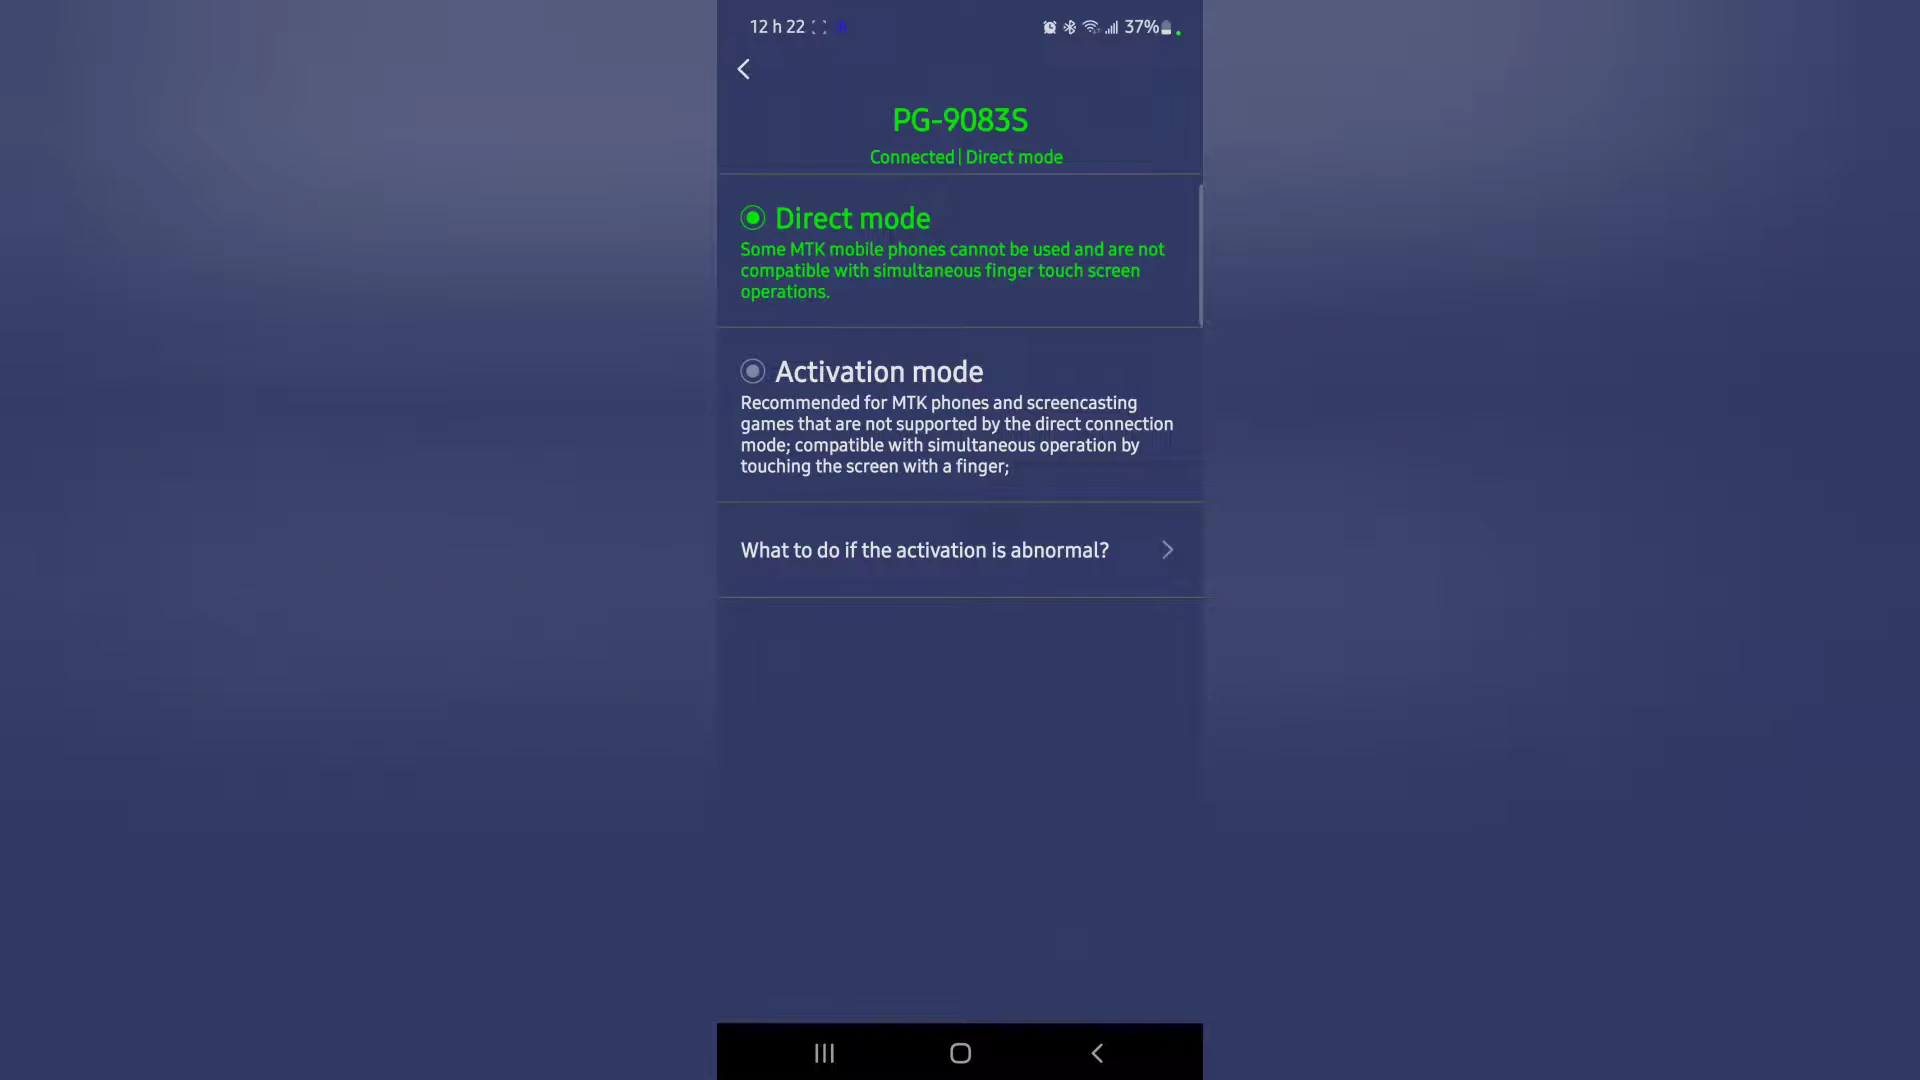 12 h 22
37%
PG-9083S
Connected | Direct mode
Direct mode
Some MTK mobile phones cannot be used and are not
compatible with simultaneous finger touch screen
operations.
Activation mode
Recommended for MTK phones and screencasting
games that are not supported by the direct connection
mode; compatible with simultaneous operation by
touching the screen with a finger;
What to do if the activation is abnormal?